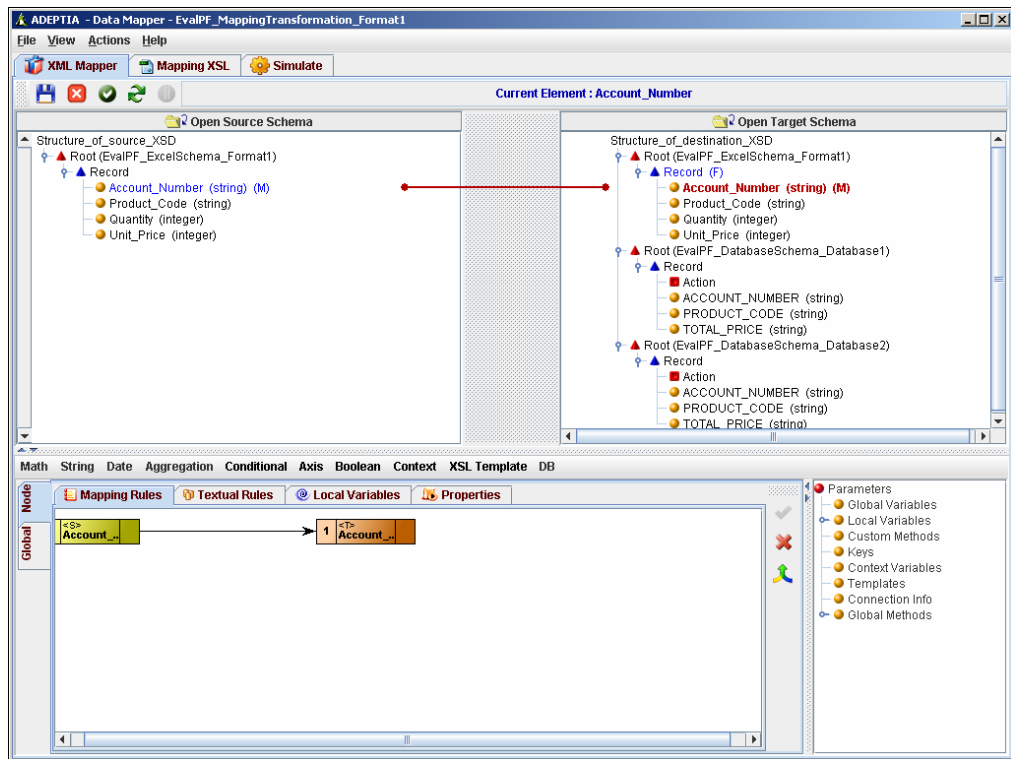 ADEPTIA - Data Mapper - EvalPF_MappingTransformation_Format1
File View Actions Help
XML Mapper Mapping XSL Simulate
Current Element : Account_Number
Open Source Schema
Structure_of_source_XSD
Root (EvalPF_ExcelSchema_Format1)
Record
Account_Number (string) (M)
Product_Code (string)
Quantity (integer)
Unit_Price (integer)
Open Target Schema
Structure_of_destination_XSD
Root (EvalPF_ExcelSchema_Format1)
Record (F)
Account_Number (string) (M)
Product_Code (string)
Quantity (integer)
Unit_Price (integer)
Root (EvalPF_DatabaseSchema_Database1)
Record
Action
ACCOUNT_NUMBER (string)
PRODUCT_CODE (string)
TOTAL_PRICE (string)
Root (EvalPF_DatabaseSchema_Database2)
Record
Action
ACCOUNT_NUMBER (string)
PRODUCT_CODE (string)
TOTAL_PRICE (string)
Math String Date Aggregation Conditional Axis Boolean Context XSL Template DB
Node
Global
Mapping Rules Textual Rules Local Variables Properties
<S>
Account_..
1 <T>
Account_..
Parameters
Global Variables
Local Variables
Custom Methods
Keys
Context Variables
Templates
Connection Info
Global Methods